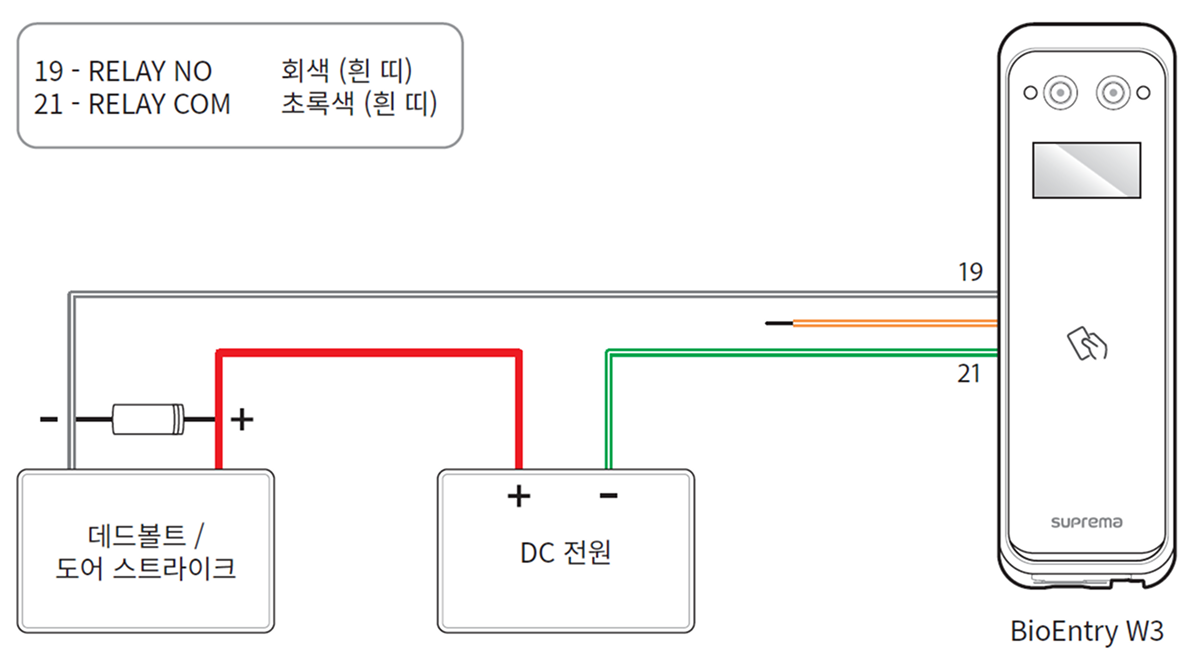 19 - RELAY NO 회색 (흰 띠)
21 - RELAY COM 초록색 (흰 띠)
19
21
- +
+ -
데드볼트 /
도어 스트라이크
DC 전원
suprema
BioEntry W3